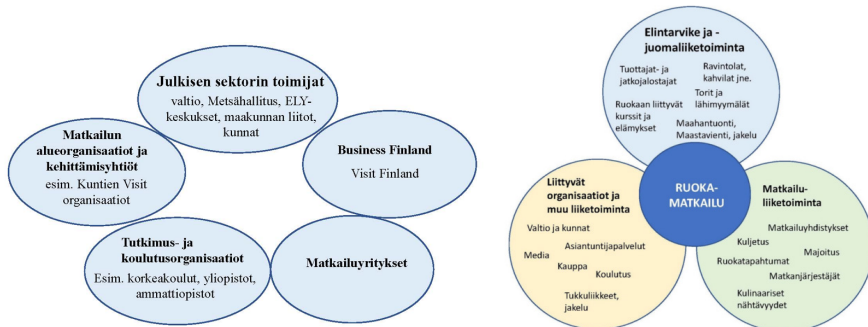 Julkisen sektorin toimijat
valtio, Metsähallitus, ELY-
keskukset, maakunnan liitot,
kunnat
Matkailun
alueorganisaatiot ja
kehittämisyhtiöt
esim. Kuntien Visit
organisaatiot
Business Finland
Visit Finland
Tutkimus- ja
koulutusorganisaatiot
Esim. korkeakoulut, yliopistot,
ammattiopistot
Matkailuyritykset
Elintarvike ja -
juomaliiketoiminta
Tuottajat- ja
jatkojalostajat
Ravintolat,
kahvilat jne.
Torit ja
lähimyymälät
Ruokaan liittyvät
kurssit ja
elämykset
Maahantuonti,
Maastavienti, jakelu
RUOKA-
MATKAILU
Liittyvät
organisaatiot ja
muu liiketoiminta
Valtio ja kunnat
Asiantuntijapalvelut
Media
Kauppa
Koulutus
Tukkuliikkeet,
jakelu
Matkailu-
liiketoiminta
Matkailuyhdistykset
Kuljetus
Majoitus
Ruokatapahtumat
Matkanjärjestäjät
Kulinaariset
nähtävyydet